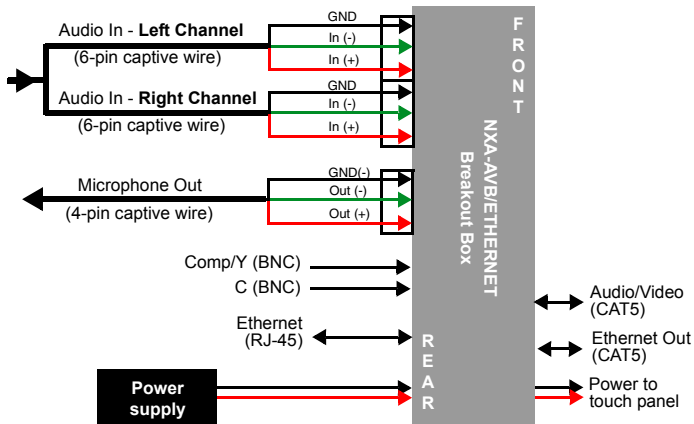 Audio In - Left Channel
(6-pin captive wire)
GND
In (-)
In (+)
Audio In - Right Channel
(6-pin captive wire)
GND
In (-)
In (+)
Microphone Out
(4-pin captive wire)
GND(-)
Out (-)
Out (+)
Comp/Y (BNC)
C (BNC)
Ethernet
(RJ-45)
Power
supply
FRONT
NXA-AVB/ETHERNET
Breakout Box
REAR
Audio/Video
(CAT5)
Ethernet Out
(CAT5)
Power to
touch panel